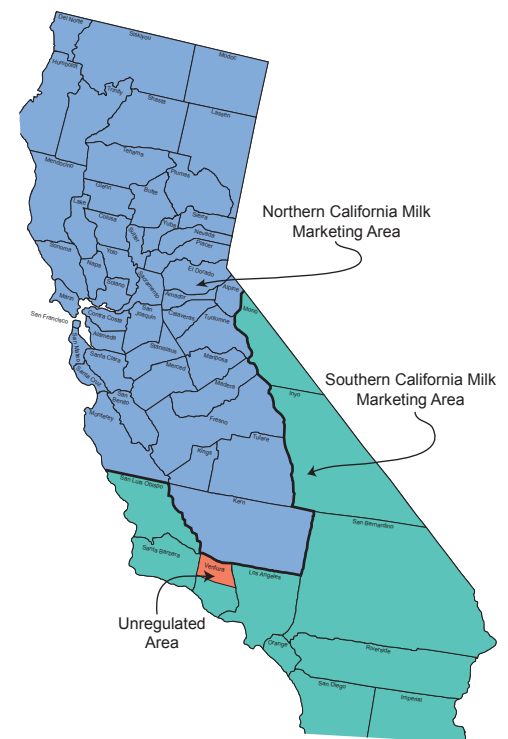 Del Norte
Siskiyou
Modoc
Humboldt
Trinity
Shasta
Lassen
Tehama
Plumas
Mendocino
Glenn
Butte
Lake
Colusa
Sutter
Yuba
Sierra
Nevada
Placer
Northern California Milk
Marketing Area
Sonoma
Napa
Yolo
Sacramento
El Dorado
Solano
Amador
Alpine
Marin
San Francisco
Contra Costa
San
Joaquin
Calaveras
Tuolumne
Mono
Alameda
San Mateo
Santa Clara
Stanislaus
Mariposa
Santa Cruz
Merced
Madera
Southern California Milk
Marketing Area
San
Benito
Monterey
Fresno
Inyo
Kings
Tulare
San Luis Obispo
Kern
San Bernardino
Santa Barbara
Ventura
Los Angeles
Unregulated
Area
Orange
Riverside
San Diego
Imperial